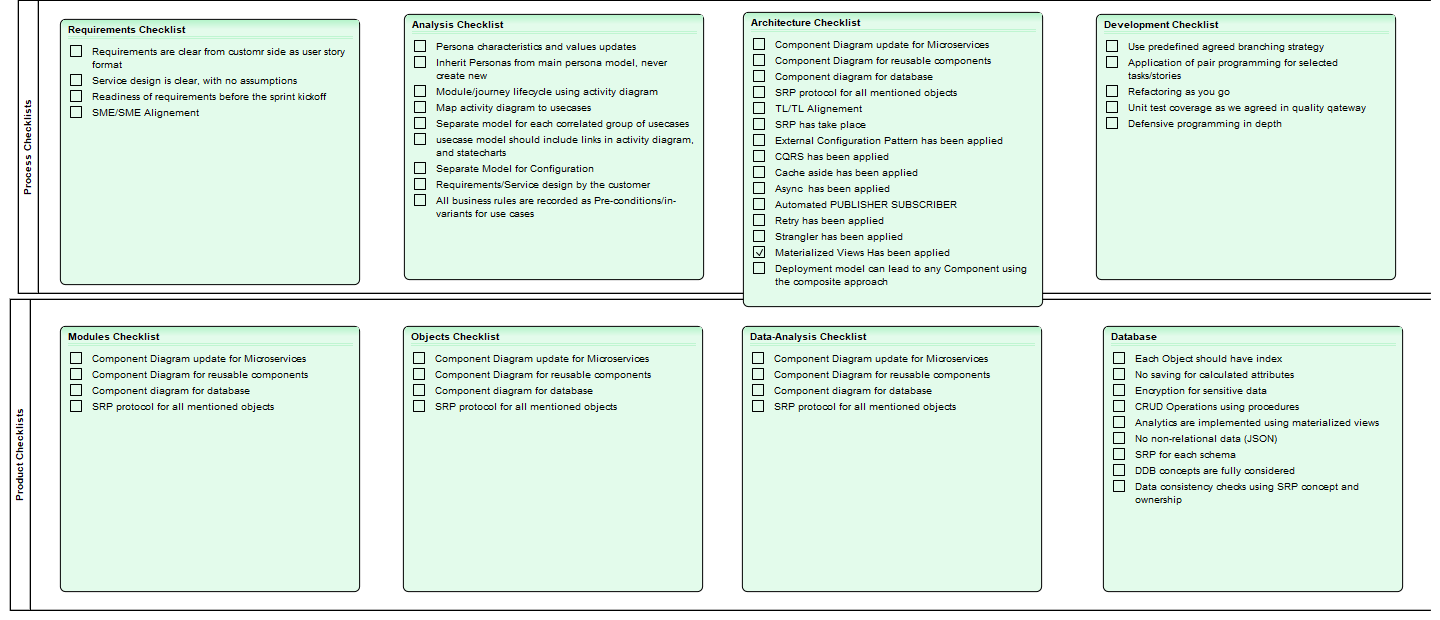 Process Checklists
Requirements Checklist
Requirements are clear from customr side as user story
format
Service design is clear, with no assumptions
Readiness of requirements before the sprint kickoff
SME/SME Alignement
Analysis Checklist
Persona characteristics and values updates
Inherit Personas from main persona model, never
create new
Module/journey lifecycle using activity diagram
Map activity diagram to usecases
Separate model for each correlated group of usecases
usecase model should include links in activity diagram,
and statecharts
Separate Model for Configuration
Requirements/Service design by the customer
All business rules are recorded as Pre-conditions/in-
variants for use cases
Architecture Checklist
Component Diagram update for Microservices
Component Diagram for reusable components
Component diagram for database
SRP protocol for all mentioned objects
TL/TL Alignement
SRP has take place
External Configuration Pattern has been applied
CQRS has been applied
Cache aside has been applied
Async  has been applied
Automated PUBLISHER SUBSCRIBER
Retry has been applied
Strangler has been applied
Materialized Views Has been applied
Deployment model can lead to any Component using
the composite approach
Development Checklist
Use predefined agreed branching strategy
Application of pair programming for selected
tasks/stories
Refactoring as you go
Unit test coverage as we agreed in quality qateway
Defensive programming in depth
Product Checklists
Modules Checklist
Component Diagram update for Microservices
Component Diagram for reusable components
Component diagram for database
SRP protocol for all mentioned objects
Objects Checklist
Component Diagram update for Microservices
Component Diagram for reusable components
Component diagram for database
SRP protocol for all mentioned objects
Data-Analysis Checklist
Component Diagram update for Microservices
Component Diagram for reusable components
Component diagram for database
SRP protocol for all mentioned objects
Database
Each Object should have index
No saving for calculated attributes
Encryption for sensitive data
CRUD Operations using procedures
Analytics are implemented using materialized views
No non-relational data (JSON)
SRP for each schema
DDB concepts are fully considered
Data consistency checks using SRP concept and
ownership